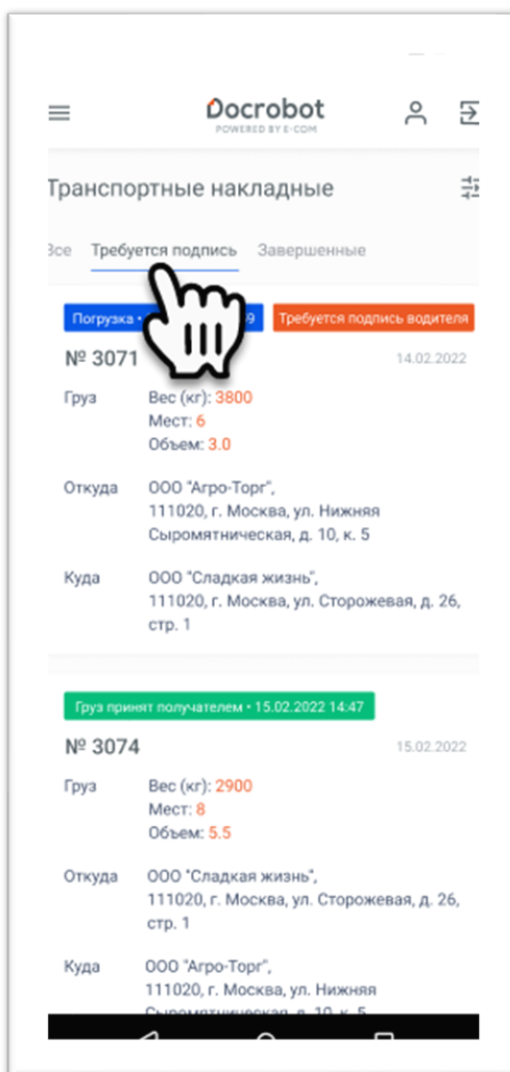 Docrobot
POWERED BY E-COM
Транспортные накладные
Все Требуется подпись Завершенные
Погрузка • 9 Требуется подпись водителя
№ 3071 14.02.2022
Груз Вес (кг): 3800
Мест: 6
Объем: 3.0
Откуда ООО "Агро-Торг",
111020, г. Москва, ул. Нижняя
Сыромятническая, д. 10, к. 5
Куда ООО "Сладкая жизнь",
111020, г. Москва, ул. Сторожевая, д. 26,
стр. 1
Груз принят получателем • 15.02.2022 14:47
№ 3074 15.02.2022
Груз Вес (кг): 2900
Мест: 8
Объем: 5.5
Откуда ООО "Сладкая жизнь",
111020, г. Москва, ул. Сторожевая, д. 26,
стр. 1
Куда ООО "Агро-Торг",
111020, г. Москва, ул. Нижняя
Сыромятническая, д. 10, к. 5